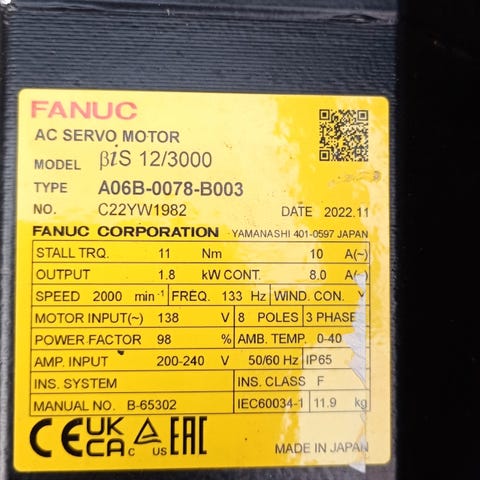 FANUC
AC SERVO MOTOR
MODEL βiS 12/3000
TYPE A06B-0078-B003
NO. C22YW1982 DATE 2022.11
FANUC CORPORATION YAMANASHI 401-0597 JAPAN
STALL TRQ. 11 Nm 10 A(~)
OUTPUT 1.8 kW CONT. 8.0 A(~)
SPEED 2000 min⁻¹ FREQ. 133 Hz WIND. CON. Y
MOTOR INPUT(~) 138 V 8 POLES 3 PHASE
POWER FACTOR 98 % AMB. TEMP. 0-40
AMP. INPUT 200-240 V 50/60 Hz IP65
INS. SYSTEM INS. CLASS F
MANUAL NO. B-65302 IEC60034-1 11.9 kg
CE UK CA C US EAC
MADE IN JAPAN